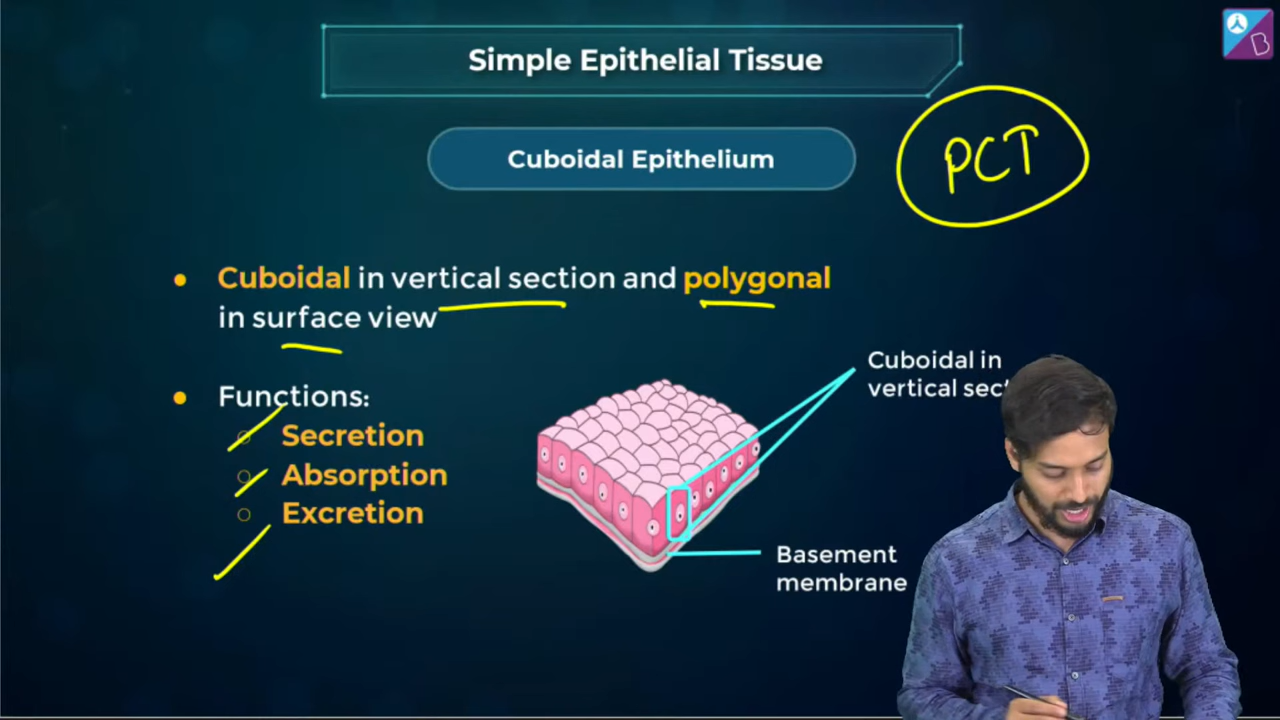 Simple Epithelial Tissue
Cuboidal Epithelium
PCT
Cuboidal in vertical section and polygonal
in surface view
Functions:
Secretion
Absorption
Excretion
Cuboidal in
vertical
Basement
membrane
B